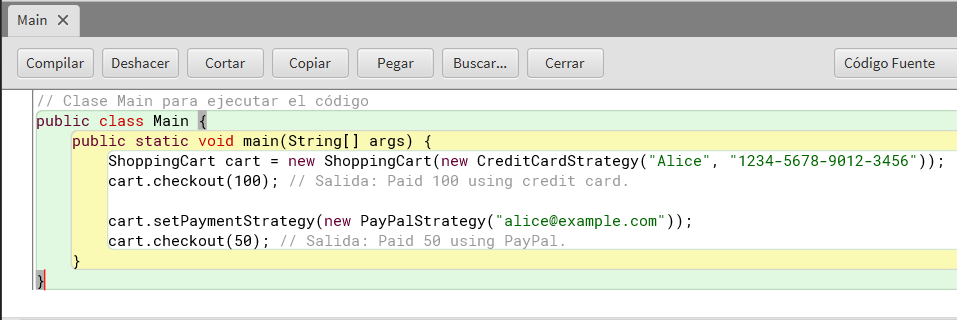 Main
Compilar Deshacer Cortar Copiar Pegar Buscar... Cerrar Código Fuente
// Clase Main para ejecutar el código
public class Main {
public static void main(String[] args) {
ShoppingCart cart = new ShoppingCart(new CreditCardStrategy("Alice", "1234-5678-9012-3456"));
cart.checkout(100); // Salida: Paid 100 using credit card.
cart.setPaymentStrategy(new PayPalStrategy("alice@example.com"));
cart.checkout(50); // Salida: Paid 50 using PayPal.
}
}